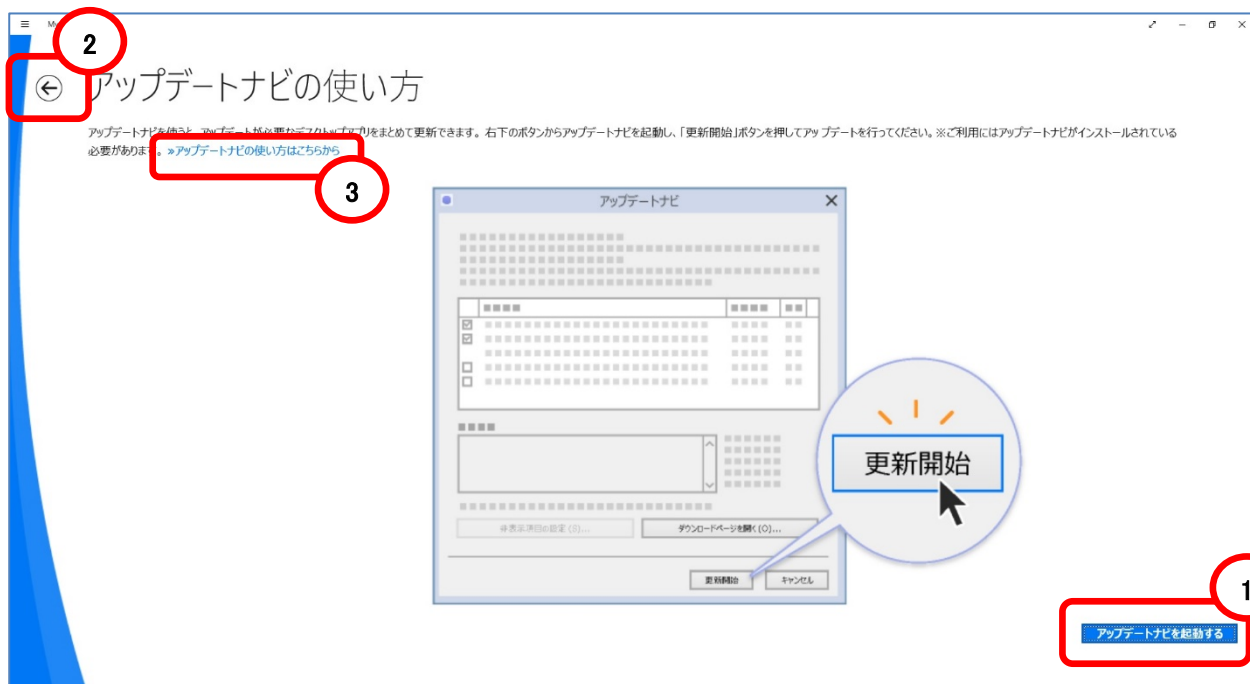 2
アップデートナビの使い方
アップデートナビを使うと、アップデートが必要なデスクトップアプリをまとめて更新できます。右下のボタンからアップデートナビを起動し、「更新開始」ボタンを押してアップデートを行ってください。※ご利用にはアップデートナビがインストールされている
必要があります。»アップデートナビの使い方はこちらから
3
アップデートナビ
更新開始
非表示項目の設定(S)...
ダウンロードページを開く(O)...
更新開始
キャンセル
1
アップデートナビを起動する